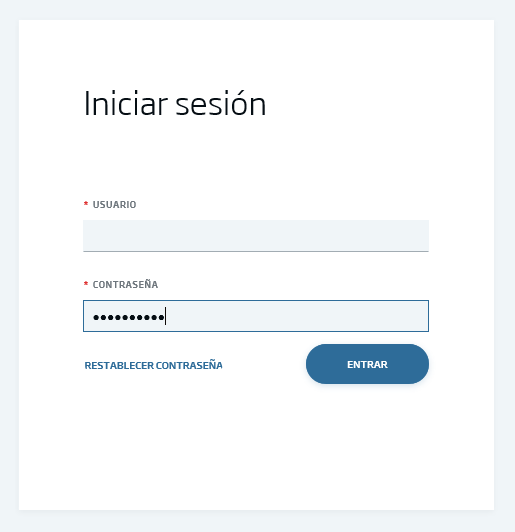 Iniciar sesión
* USUARIO
* CONTRASEÑA
••••••••••
RESTABLECER CONTRASEÑA
ENTRAR